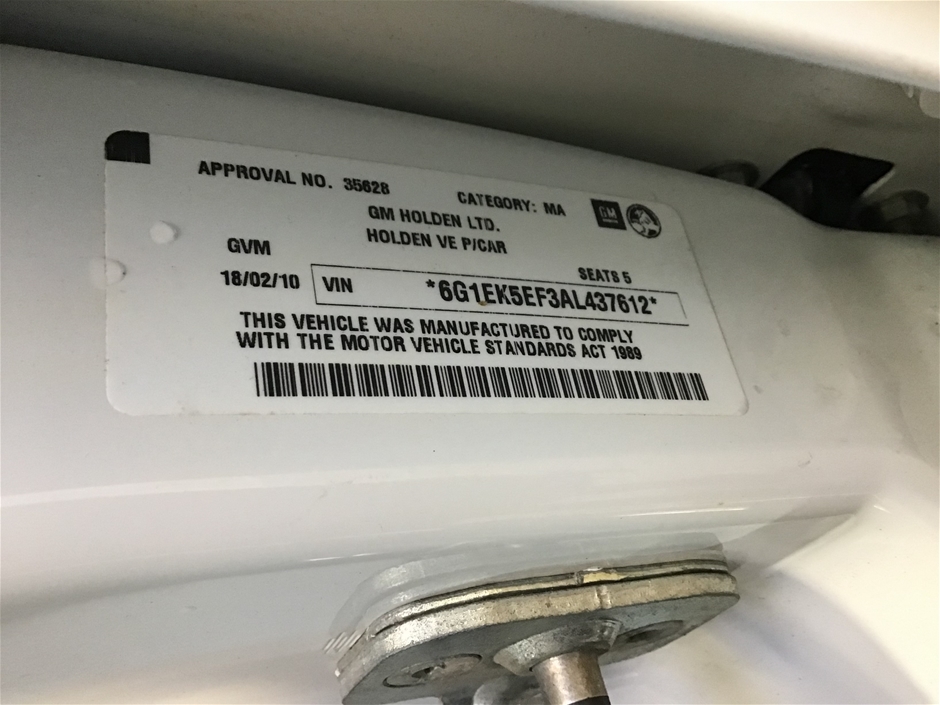 APPROVAL NO. 35628
CATEGORY: MA
GM
GM HOLDEN LTD.
HOLDEN VE P/CAR
GVM
SEATS 5
18/02/10
VIN
*6G1EK5EF3AL437612*
THIS VEHICLE WAS MANUFACTURED TO COMPLY
WITH THE MOTOR VEHICLE STANDARDS ACT 1989